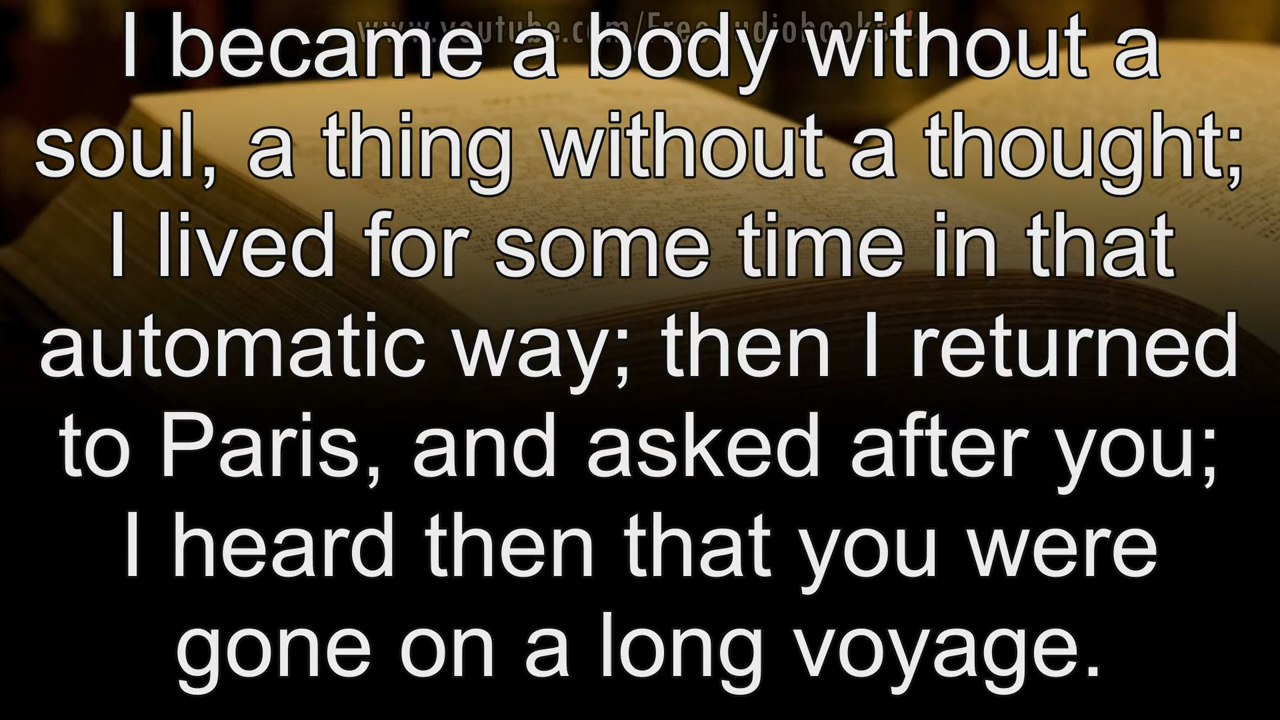 www.youtube.com/FreeAudiobooks
I became a body without a
soul, a thing without a thought;
I lived for some time in that
automatic way; then I returned
to Paris, and asked after you;
I heard then that you were
gone on a long voyage.